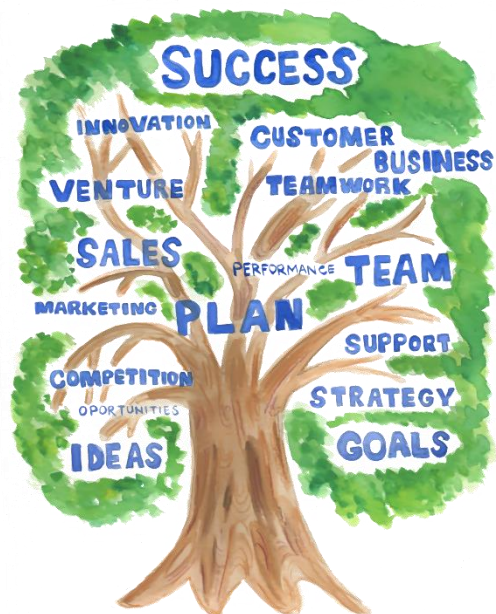 SUCCESS
INNOVATION
CUSTOMER
BUSINESS
VENTURE
TEAMWORK
SALES
PERFORMANCE
TEAM
MARKETING
PLAN
SUPPORT
COMPETITION
STRATEGY
OPORTUNITIES
IDEAS
GOALS